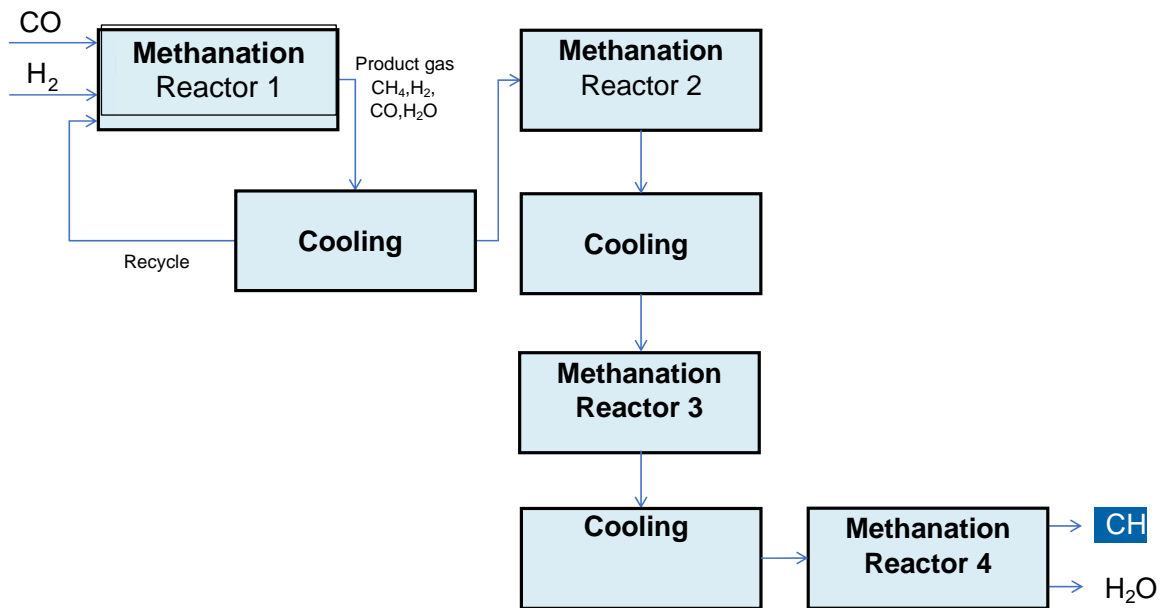 CO
H₂
Methanation
Reactor 1
Product gas
CH₄,H₂,
CO,H₂O
Methanation
Reactor 2
Cooling
Recycle
Cooling
Methanation
Reactor 3
Cooling
Methanation
Reactor 4
CH
H₂O